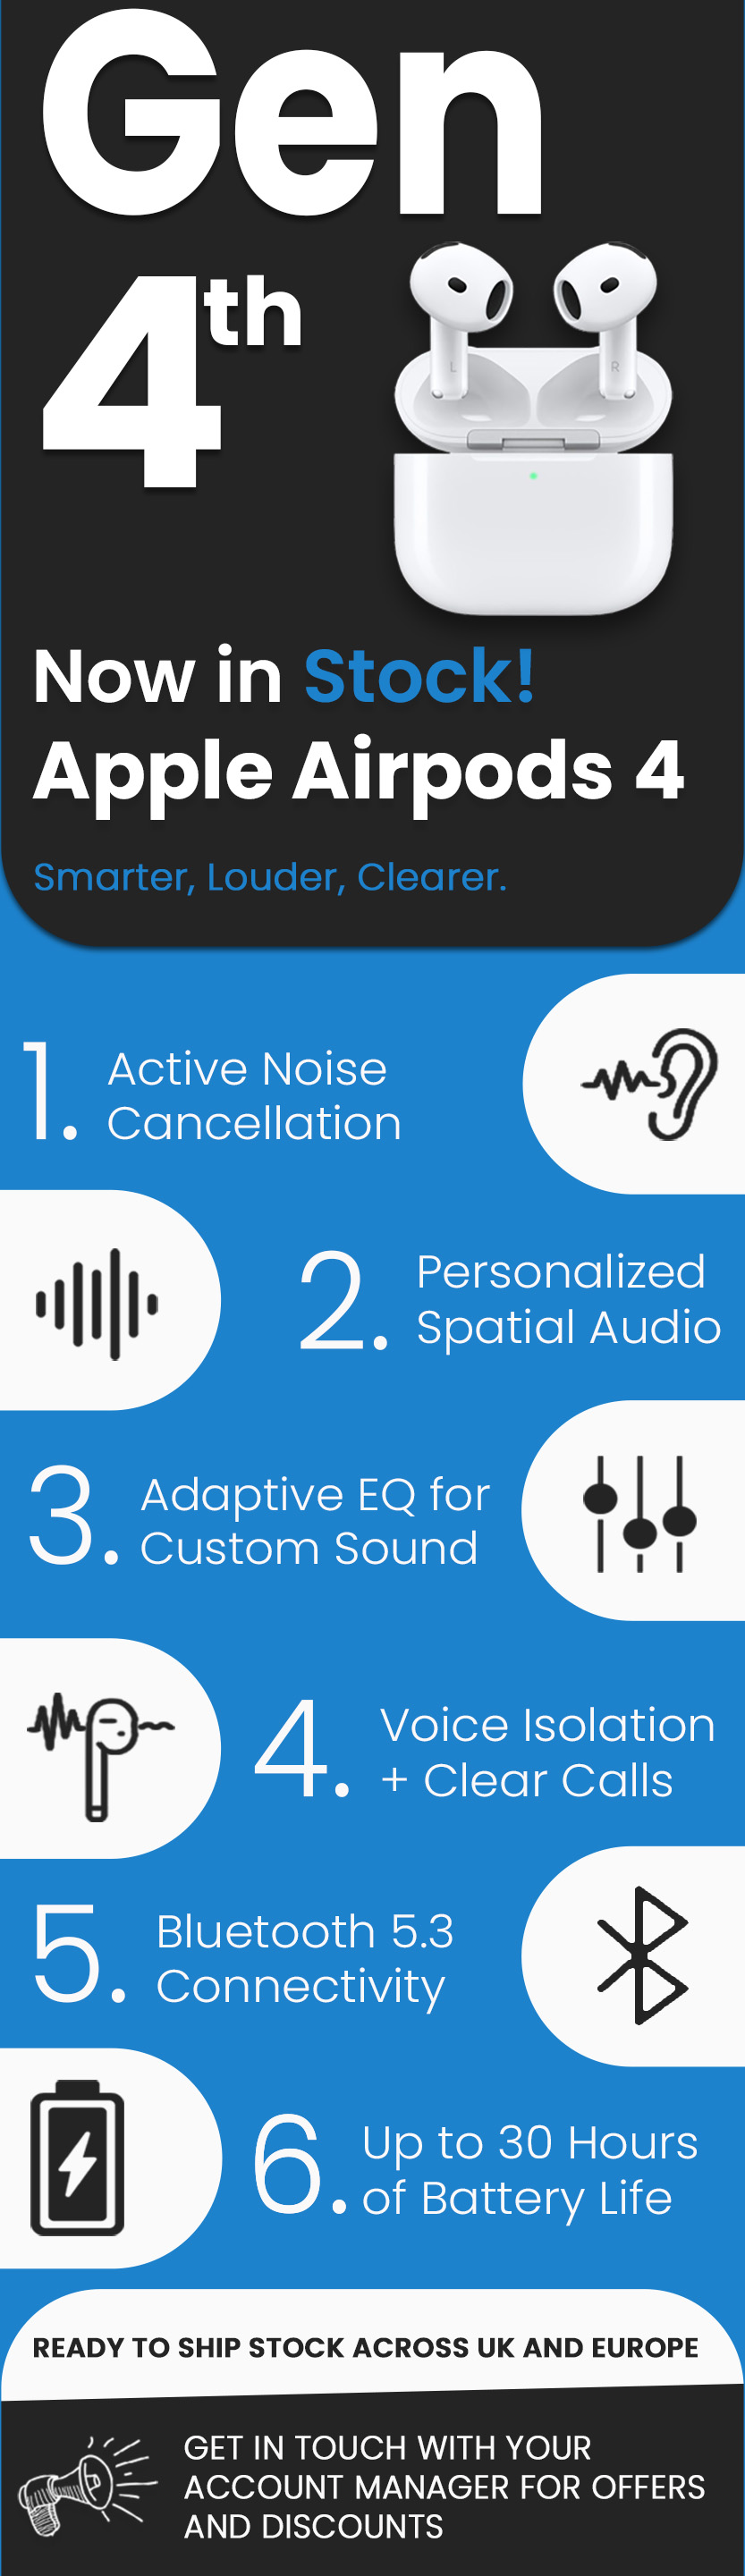 Gen
4th
L R
Now in Stock!
Apple Airpods 4
Smarter, Louder, Clearer.
1. Active Noise
Cancellation
2. Personalized
Spatial Audio
3. Adaptive EQ for
Custom Sound
4. Voice Isolation
+ Clear Calls
5. Bluetooth 5.3
Connectivity
6. Up to 30 Hours
of Battery Life
READY TO SHIP STOCK ACROSS UK AND EUROPE
GET IN TOUCH WITH YOUR
ACCOUNT MANAGER FOR OFFERS
AND DISCOUNTS